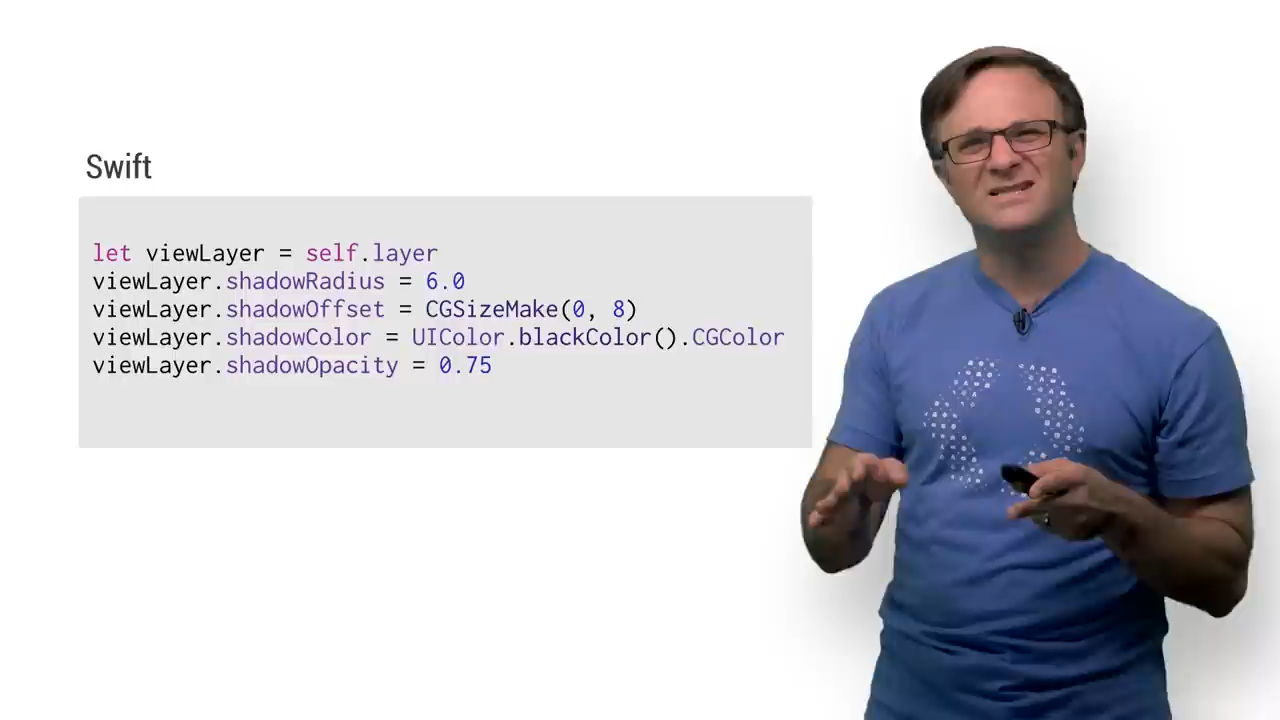 Swift
let viewLayer = self.layer
viewLayer.shadowRadius = 6.0
viewLayer.shadowOffset = CGSizeMake(0, 8)
viewLayer.shadowColor = UIColor.blackColor().CGColor
viewLayer.shadowOpacity = 0.75